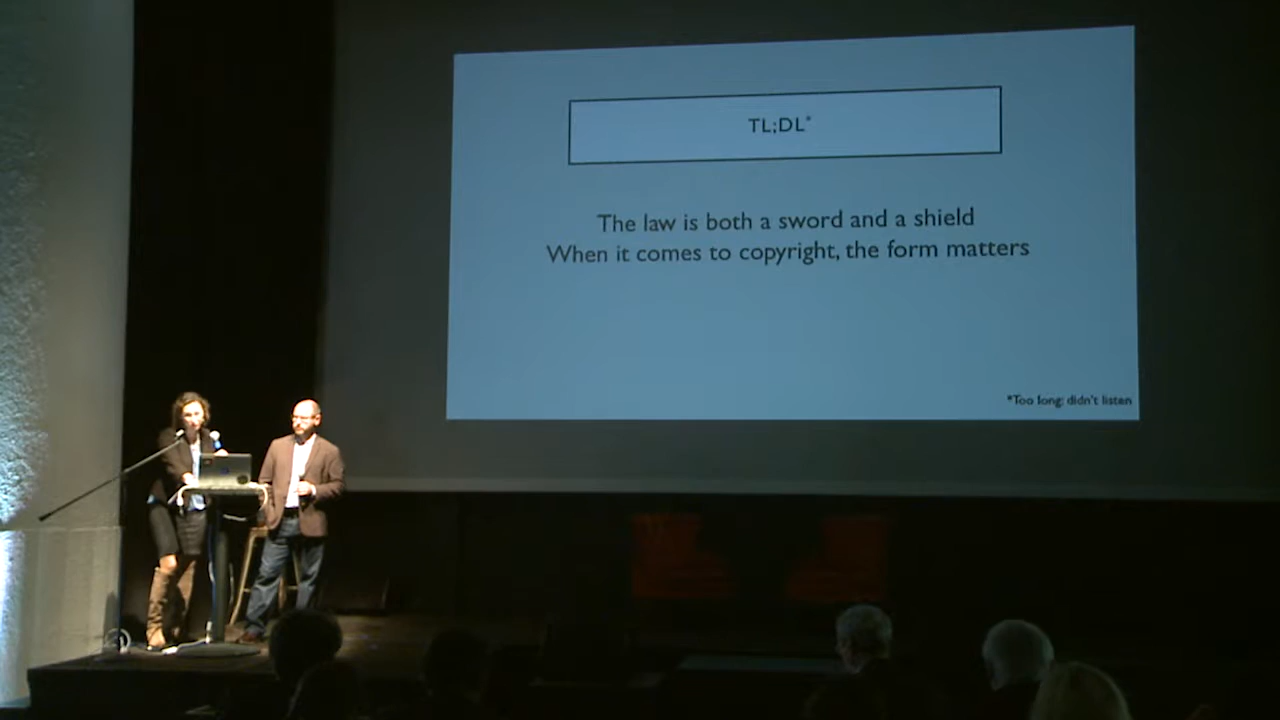 TL;DL*
The law is both a sword and a shield
When it comes to copyright, the form matters
*Too long; didn't listen